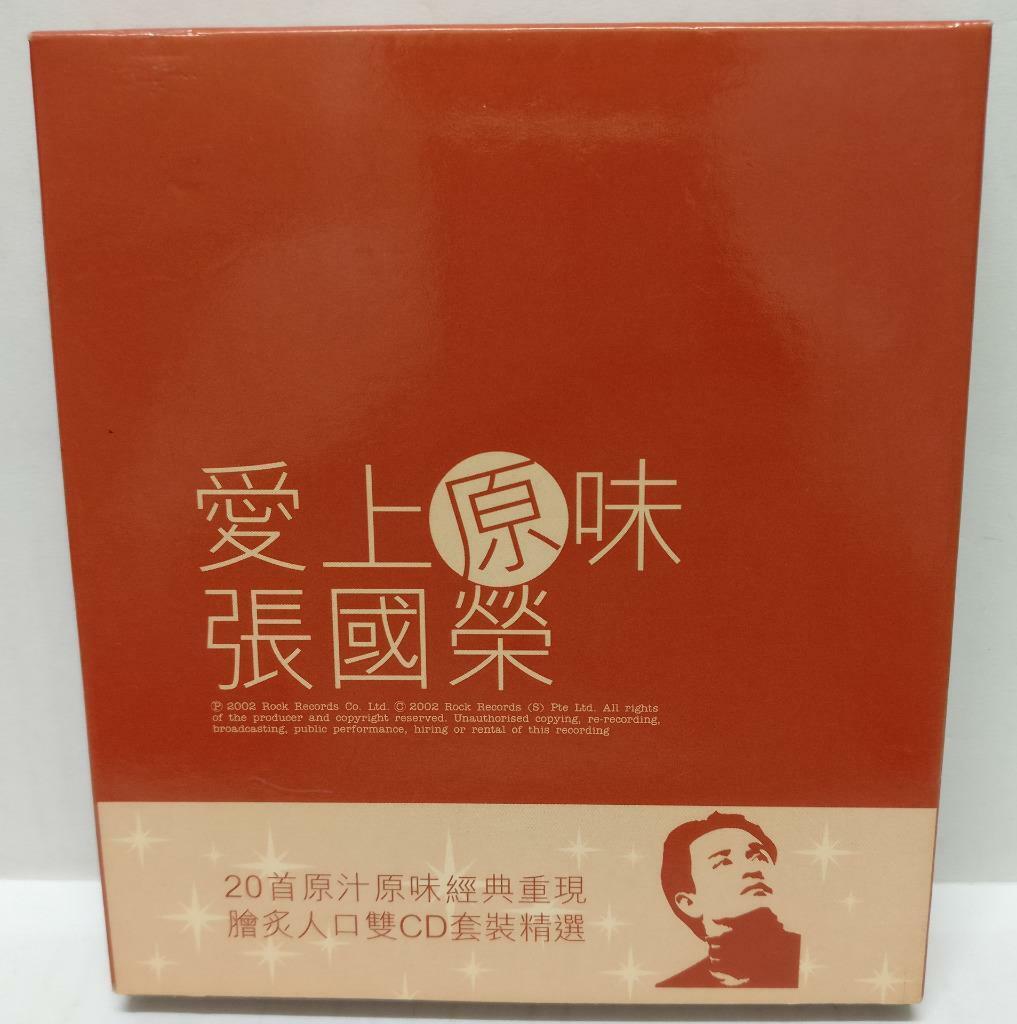 愛上原味
張國榮
℗ 2002 Rock Records Co. Ltd. © 2002 Rock Records (S) Pte Ltd. All rights
of the producer and copyright reserved. Unauthorised copying, re-recording,
broadcasting, public performance, hiring or rental of this recording
20首原汁原味經典重現
膾炙人口雙CD套裝精選